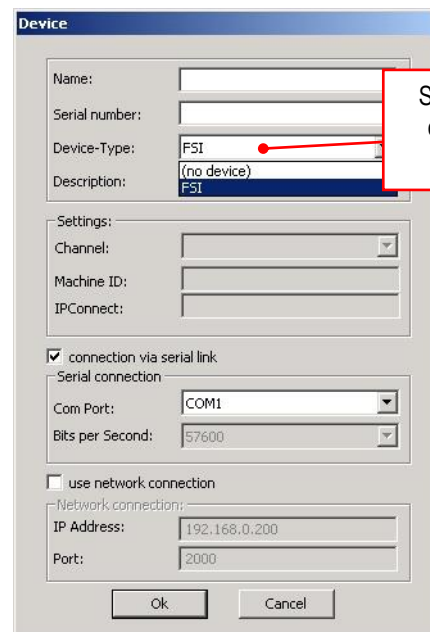 Device
Name:
Serial number:
Device-Type: FSI
(no device)
FSI
Description:
Settings:
Channel:
Machine ID:
IPConnect:
connection via serial link
Serial connection
Com Port: COM1
Bits per Second: 57600
use network connection
Network connection:
IP Address: 192.168.0.200
Port: 2000
Ok Cancel